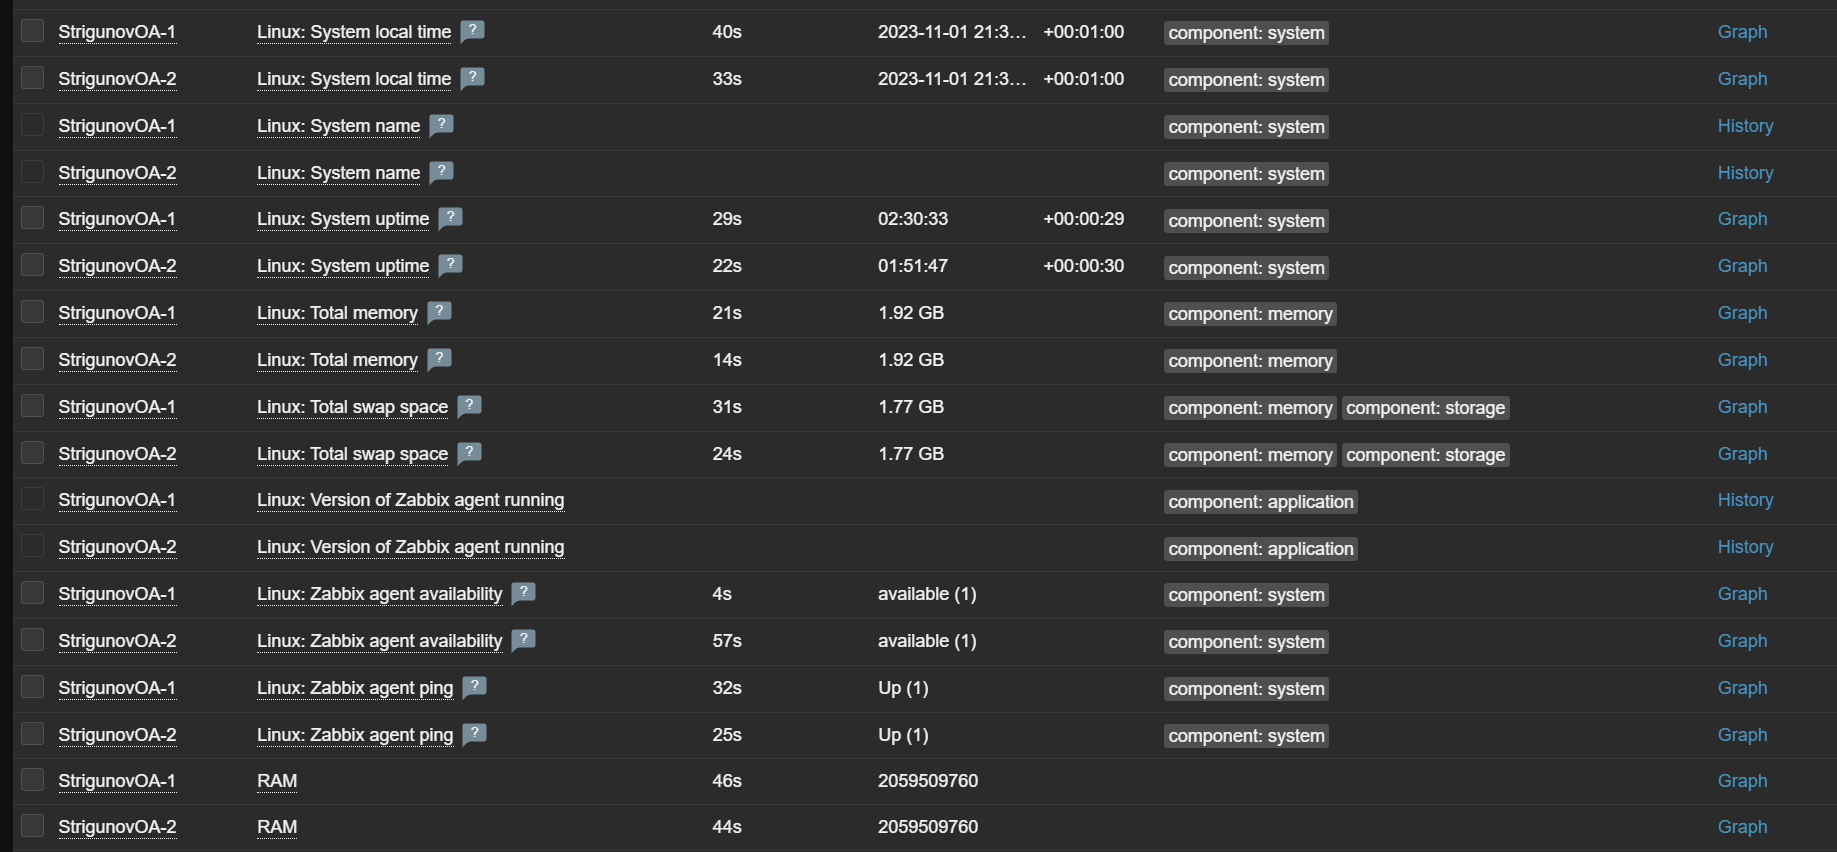 StrigunovOA-1 Linux: System local time ? 40s 2023-11-01 21:3... +00:01:00 component: system Graph
StrigunovOA-2 Linux: System local time ? 33s 2023-11-01 21:3... +00:01:00 component: system Graph
StrigunovOA-1 Linux: System name ? component: system History
StrigunovOA-2 Linux: System name ? component: system History
StrigunovOA-1 Linux: System uptime ? 29s 02:30:33 +00:00:29 component: system Graph
StrigunovOA-2 Linux: System uptime ? 22s 01:51:47 +00:00:30 component: system Graph
StrigunovOA-1 Linux: Total memory ? 21s 1.92 GB component: memory Graph
StrigunovOA-2 Linux: Total memory ? 14s 1.92 GB component: memory Graph
StrigunovOA-1 Linux: Total swap space ? 31s 1.77 GB component: memory component: storage Graph
StrigunovOA-2 Linux: Total swap space ? 24s 1.77 GB component: memory component: storage Graph
StrigunovOA-1 Linux: Version of Zabbix agent running component: application History
StrigunovOA-2 Linux: Version of Zabbix agent running component: application History
StrigunovOA-1 Linux: Zabbix agent availability ? 4s available (1) component: system Graph
StrigunovOA-2 Linux: Zabbix agent availability ? 57s available (1) component: system Graph
StrigunovOA-1 Linux: Zabbix agent ping ? 32s Up (1) component: system Graph
StrigunovOA-2 Linux: Zabbix agent ping ? 25s Up (1) component: system Graph
StrigunovOA-1 RAM 46s 2059509760 Graph
StrigunovOA-2 RAM 44s 2059509760 Graph